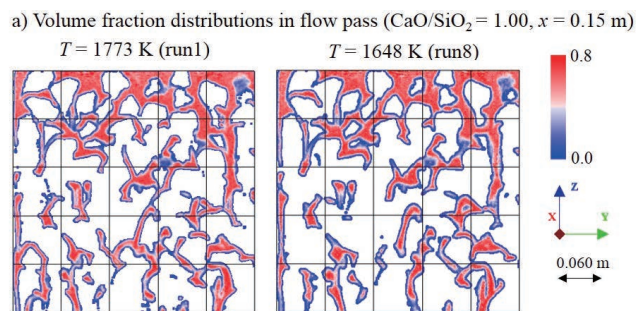 a) Volume fraction distributions in flow pass (CaO/SiO₂ = 1.00, x = 0.15 m)
T = 1773 K (run1)
T = 1648 K (run8)
0.8
0.0
Z
X
Y
0.060 m